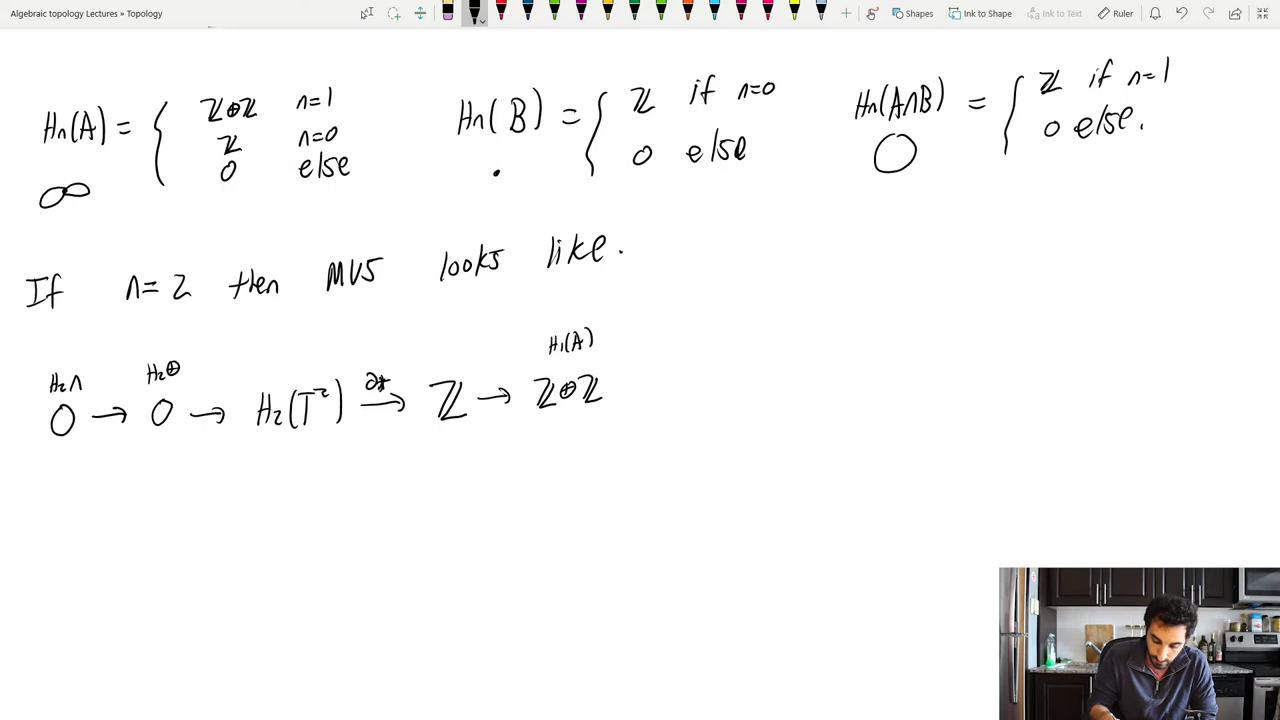 Algebraic topology Lectures » Topology
Shapes Ink to Shape Ink to Text Ruler
Hn(A) = { ℤ⊕ℤ n=1
ℤ n=0
0 else
Hn(B) = { ℤ if n=0
0 else
Hn(A∩B) = { ℤ if n=1
0 else.
If n=2 then MVS looks like.
H₂∩ H₂⊕ H₁(A)
0 → 0 → H₂(T²) ∂* → ℤ → ℤ⊕ℤ